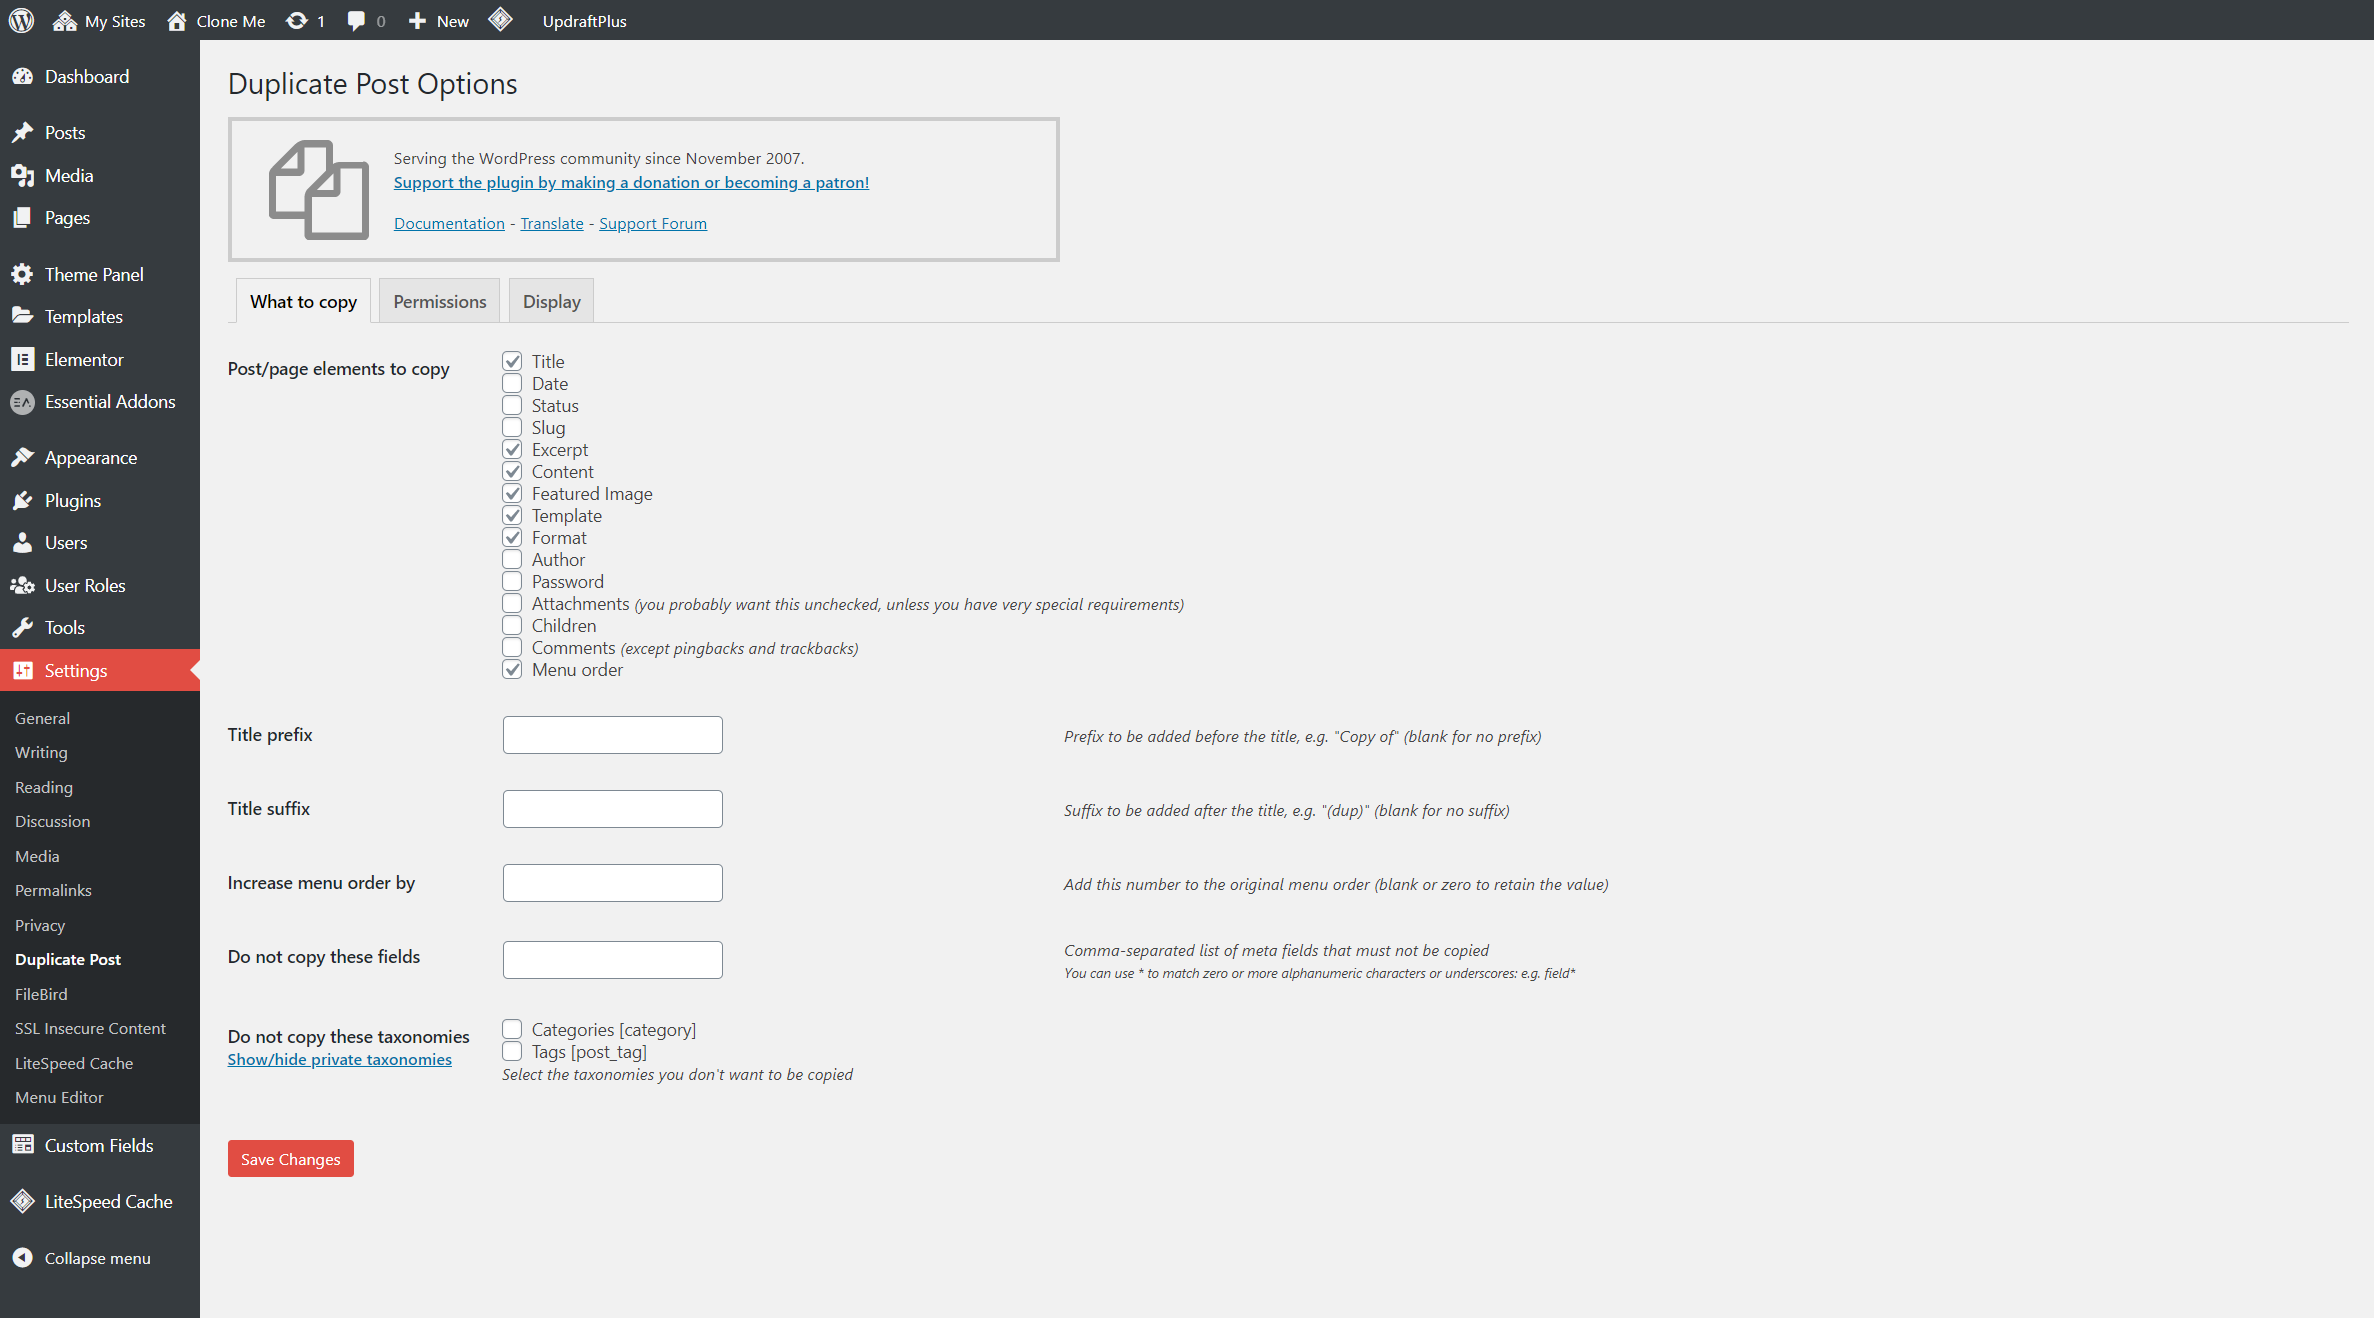 My Sites Clone Me 1 0 New UpdraftPlus
Dashboard
Posts
Media
Pages
Theme Panel
Templates
Elementor
Essential Addons
Appearance
Plugins
Users
User Roles
Tools
Settings
General
Writing
Reading
Discussion
Media
Permalinks
Privacy
Duplicate Post
FileBird
SSL Insecure Content
LiteSpeed Cache
Menu Editor
Custom Fields
LiteSpeed Cache
Collapse menu
Duplicate Post Options
Serving the WordPress community since November 2007.
Support the plugin by making a donation or becoming a patron!
Documentation - Translate - Support Forum
What to copy Permissions Display
Post/page elements to copy
Title
Date
Status
Slug
Excerpt
Content
Featured Image
Template
Format
Author
Password
Attachments (you probably want this unchecked, unless you have very special requirements)
Children
Comments (except pingbacks and trackbacks)
Menu order
Title prefix
Prefix to be added before the title, e.g. "Copy of" (blank for no prefix)
Title suffix
Suffix to be added after the title, e.g. "(dup)" (blank for no suffix)
Increase menu order by
Add this number to the original menu order (blank or zero to retain the value)
Do not copy these fields
Comma-separated list of meta fields that must not be copied
You can use * to match zero or more alphanumeric characters or underscores: e.g. field*
Do not copy these taxonomies
Show/hide private taxonomies
Categories [category]
Tags [post_tag]
Select the taxonomies you don't want to be copied
Save Changes